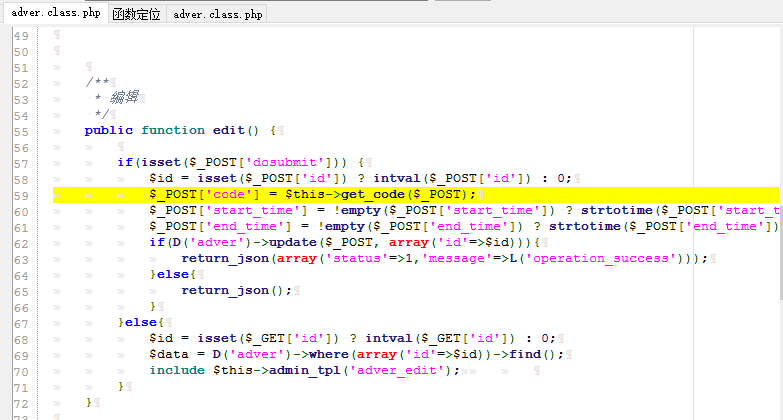 adver.class.php 函数定位 adver.class.php
49
50
51
52 /**
53 * 编辑
54 */
55 public function edit() {
56
57 if(isset($_POST['dosubmit'])) {
58 $id = isset($_POST['id']) ? intval($_POST['id']) : 0;
59 $_POST['code'] = $this->get_code($_POST);
60 $_POST['start_time'] = !empty($_POST['start_time']) ? strtotime($_POST['start_t
61 $_POST['end_time'] = !empty($_POST['end_time']) ? strtotime($_POST['end_time'])
62 if(D('adver')->update($_POST, array('id'=>$id))){
63 return_json(array('status'=>1,'message'=>L('operation_success')));
64 }else{
65 return_json();
66 }
67 }else{
68 $id = isset($_GET['id']) ? intval($_GET['id']) : 0;
69 $data = D('adver')->where(array('id'=>$id))->find();
70 include $this->admin_tpl('adver_edit');
71 }
72 }
73